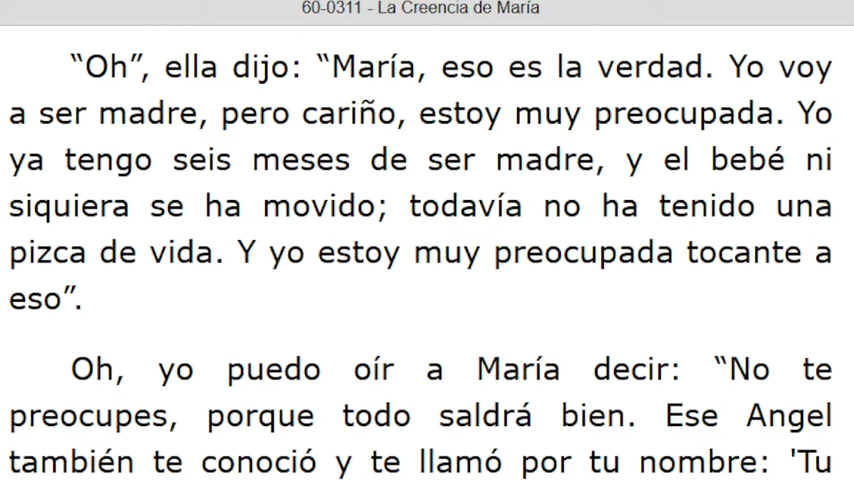 60-0311 - La Creencia de María
“Oh”, ella dijo: “María, eso es la verdad. Yo voy
a ser madre, pero cariño, estoy muy preocupada. Yo
ya tengo seis meses de ser madre, y el bebé ni
siquiera se ha movido; todavía no ha tenido una
pizca de vida. Y yo estoy muy preocupada tocante a
eso”.
Oh, yo puedo oír a María decir: “No te
preocupes, porque todo saldrá bien. Ese Angel
también te conoció y te llamó por tu nombre: 'Tu